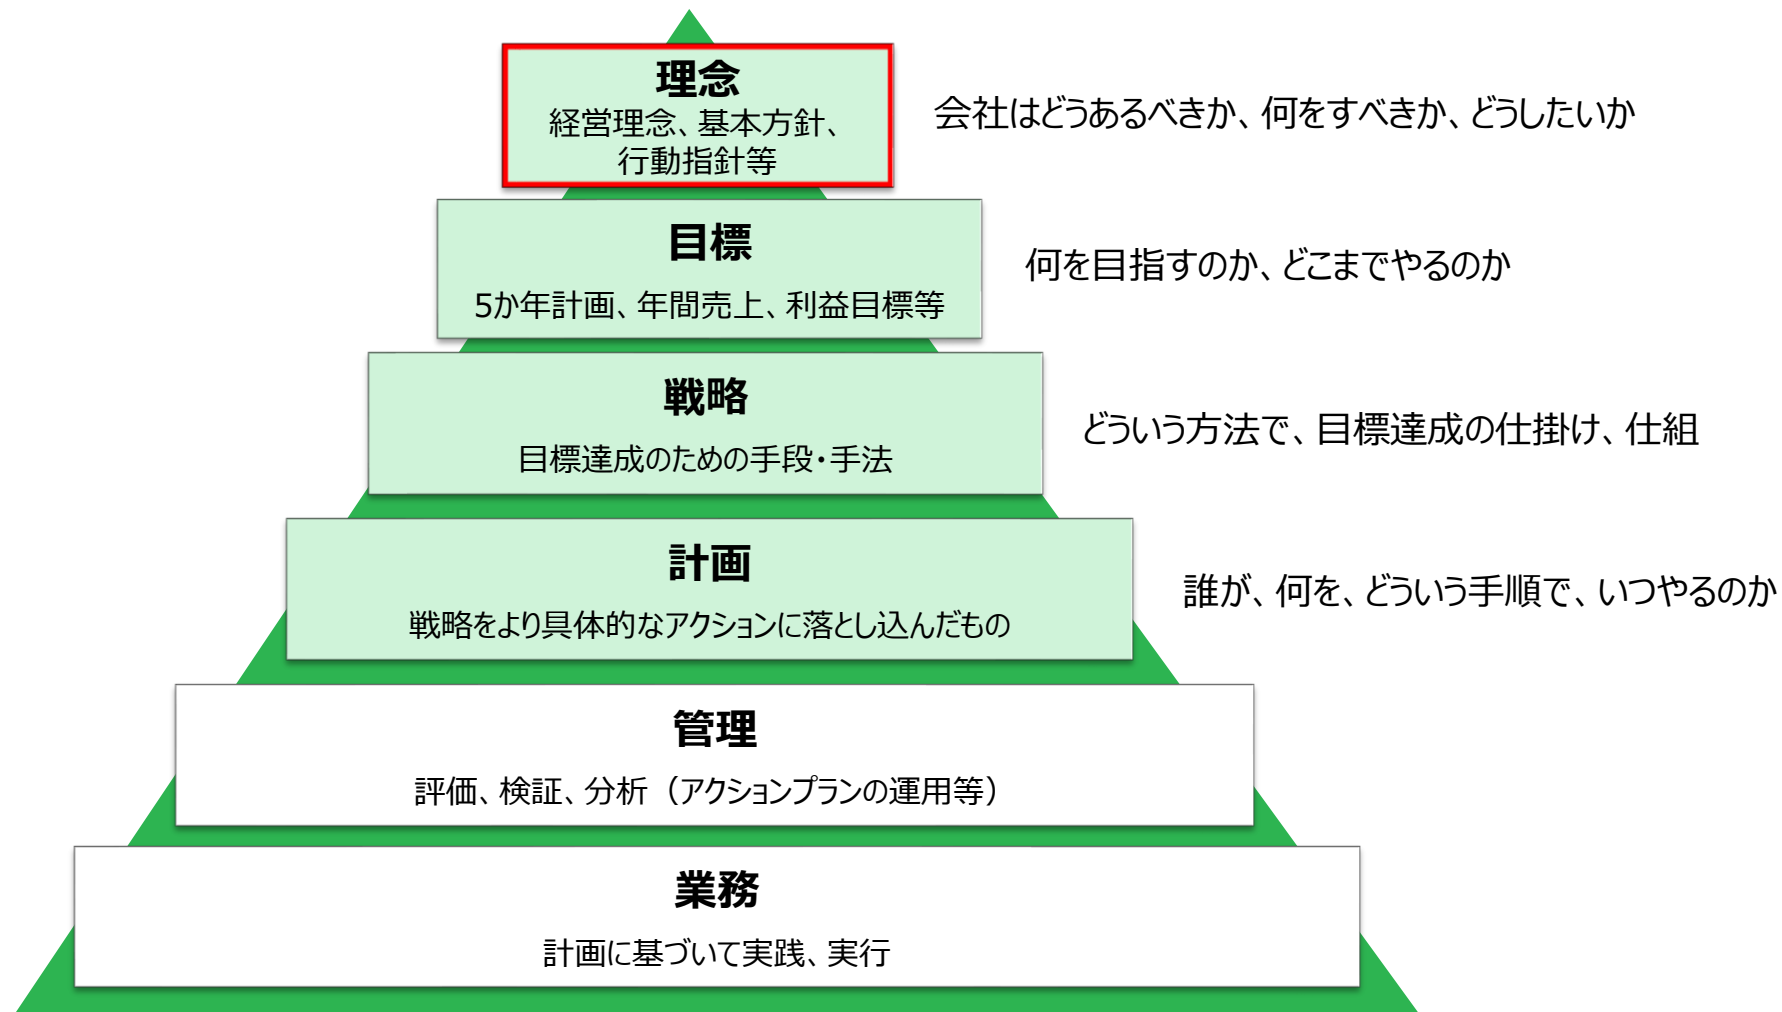 理念
経営理念、基本方針、
行動指針等
会社はどうあるべきか、何をすべきか、どうしたいか
目標
5か年計画、年間売上、利益目標等
何を目指すのか、どこまでやるのか
戦略
目標達成のための手段・手法
どういう方法で、目標達成の仕掛け、仕組
計画
戦略をより具体的なアクションに落とし込んだもの
誰が、何を、どういう手順で、いつやるのか
管理
評価、検証、分析（アクションプランの運用等）
業務
計画に基づいて実践、実行